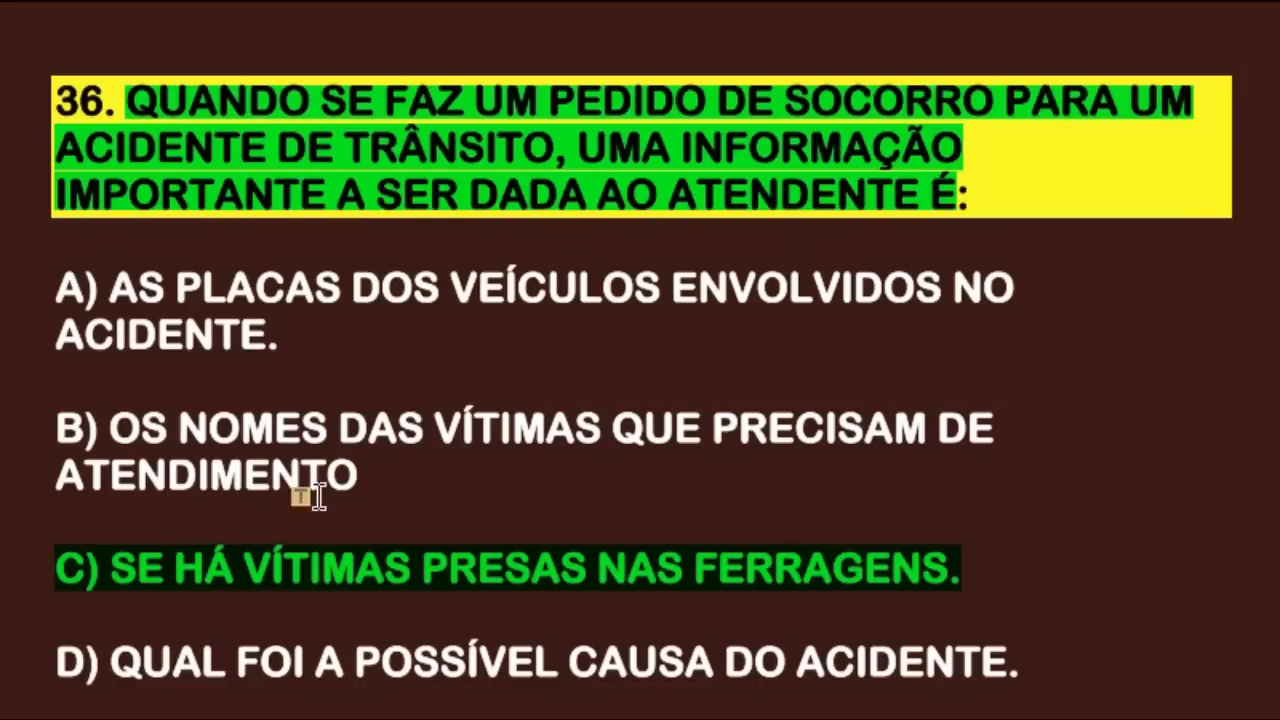 36. QUANDO SE FAZ UM PEDIDO DE SOCORRO PARA UM
ACIDENTE DE TRÂNSITO, UMA INFORMAÇÃO
IMPORTANTE A SER DADA AO ATENDENTE É:
A) AS PLACAS DOS VEÍCULOS ENVOLVIDOS NO
ACIDENTE.
B) OS NOMES DAS VÍTIMAS QUE PRECISAM DE
ATENDIMENTO
T
C) SE HÁ VÍTIMAS PRESAS NAS FERRAGENS.
D) QUAL FOI A POSSÍVEL CAUSA DO ACIDENTE.